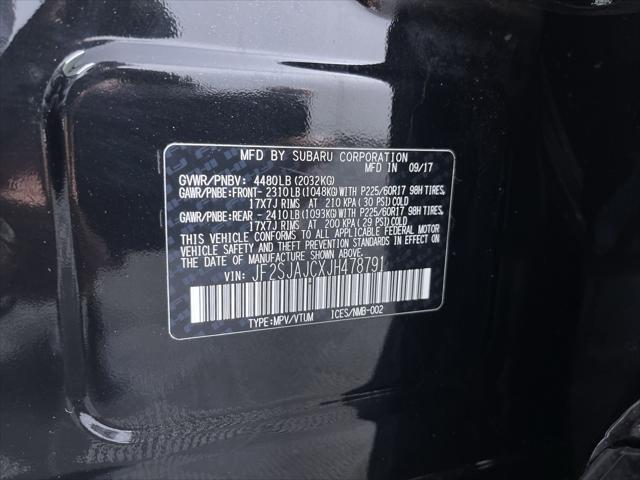 MFD BY SUBARU CORPORATION
MFD IN 09/17
GVWR/PNBV: 4480LB(2032KG)
GAWR/PNBE:FRONT- 2310LB(1048KG)WITH P225/60R17 98H TIRES,
17X7J RIMS AT 210 KPA( 30 PSI)COLD
GAWR/PNBE:REAR - 2410LB(1093KG)WITH P225/60R17 98H TIRES,
17X7J RIMS AT 200 KPA( 29 PSI)COLD
THIS VEHICLE CONFORMS TO ALL APPLICABLE FEDERAL MOTOR
VEHICLE SAFETY AND THEFT PREVENTION STANDARDS IN EFFECT ON
THE DATE OF MANUFACTURE SHOWN ABOVE.
VIN: JF2SJAJCXJH478791
TYPE:MPV/VTUM ICES/NMB-002